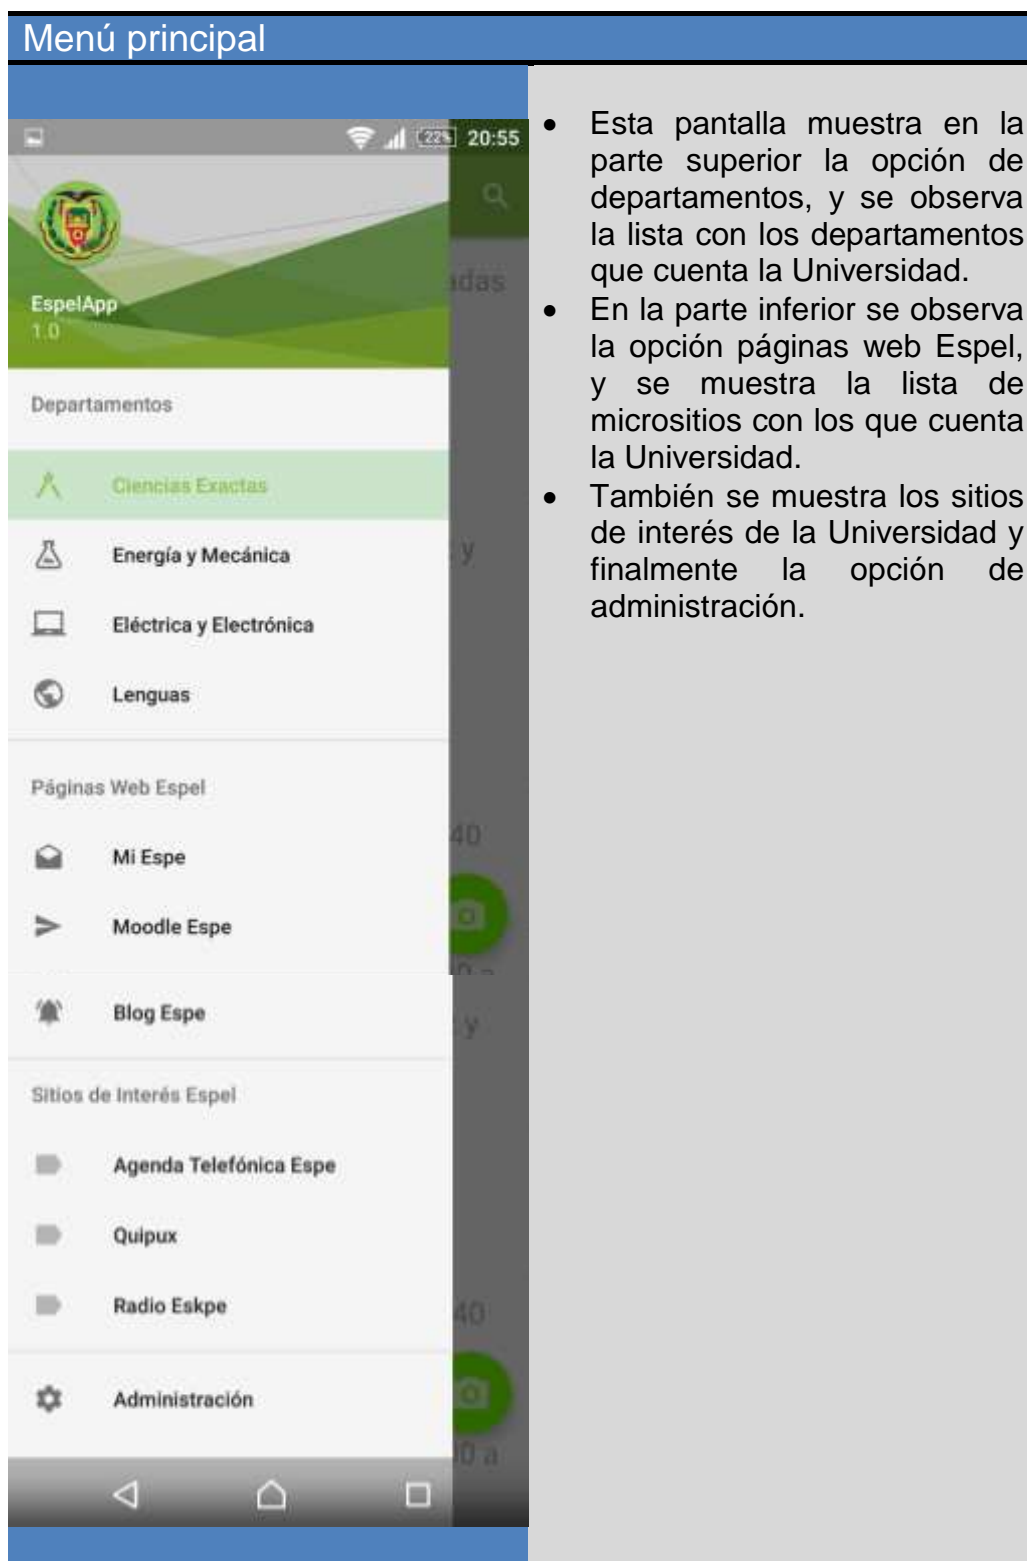 Menú principal
22% 20:55
EspelApp
1.0
adas
Departamentos
Ciencias Exactas
Energía y Mecánica
y
Eléctrica y Electrónica
Lenguas
Páginas Web Espel
40
Mi Espe
Moodle Espe
Blog Espe
y
Sitios de Interés Espel
Agenda Telefónica Espe
Quipux
Radio Eskpe
40
Administración
0 a
• Esta pantalla muestra en la
parte superior la opción de
departamentos, y se observa
la lista con los departamentos
que cuenta la Universidad.
• En la parte inferior se observa
la opción páginas web Espel,
y se muestra la lista de
micrositios con los que cuenta
la Universidad.
• También se muestra los sitios
de interés de la Universidad y
finalmente la opción de
administración.